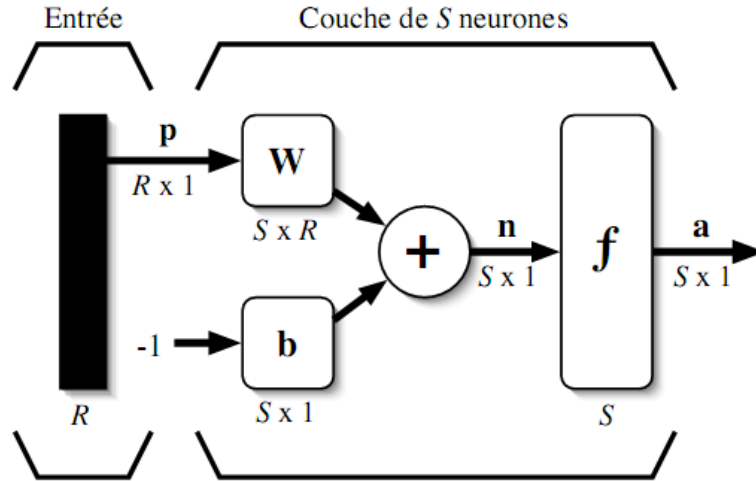 Entrée
Couche de S neurones
p
R x 1
W
S x R
-1
b
S x 1
+
n
S x 1
f
a
S x 1
R
S